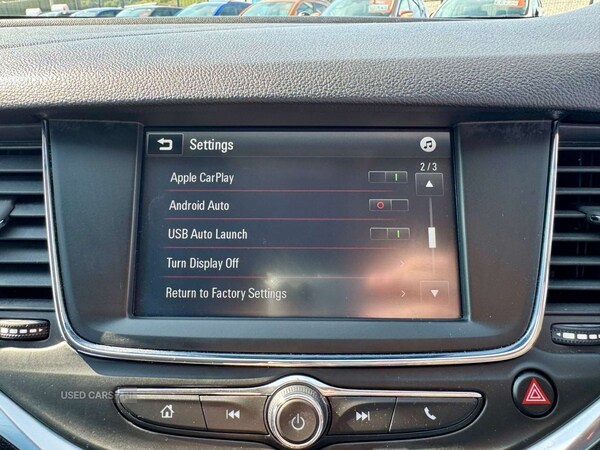 Settings
2/3
Apple CarPlay
Android Auto
USB Auto Launch
Turn Display Off
Return to Factory Settings
USED CARS